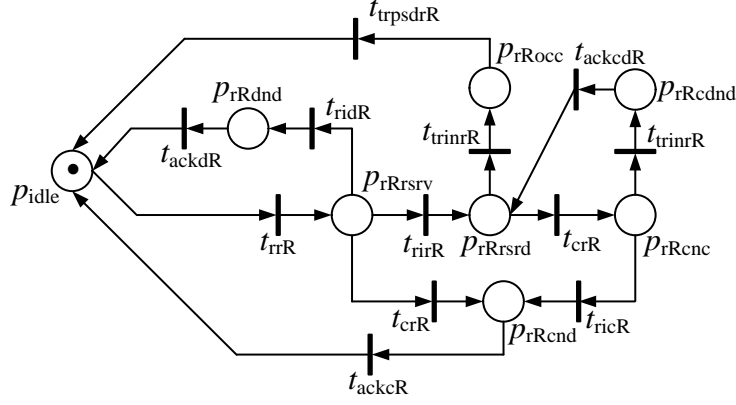 t_trpsdrR
p_rRocc
t_ackcdR
p_rRdnd
t_ridR
p_rRcdnd
t_ackdR
t_trinrR
t_trinrR
p_idle
p_rRrsrv
t_rrR
t_rirR
p_rRrsrd
t_crR
p_rRcnc
t_crR
p_rRcnd
t_ricR
t_ackcR